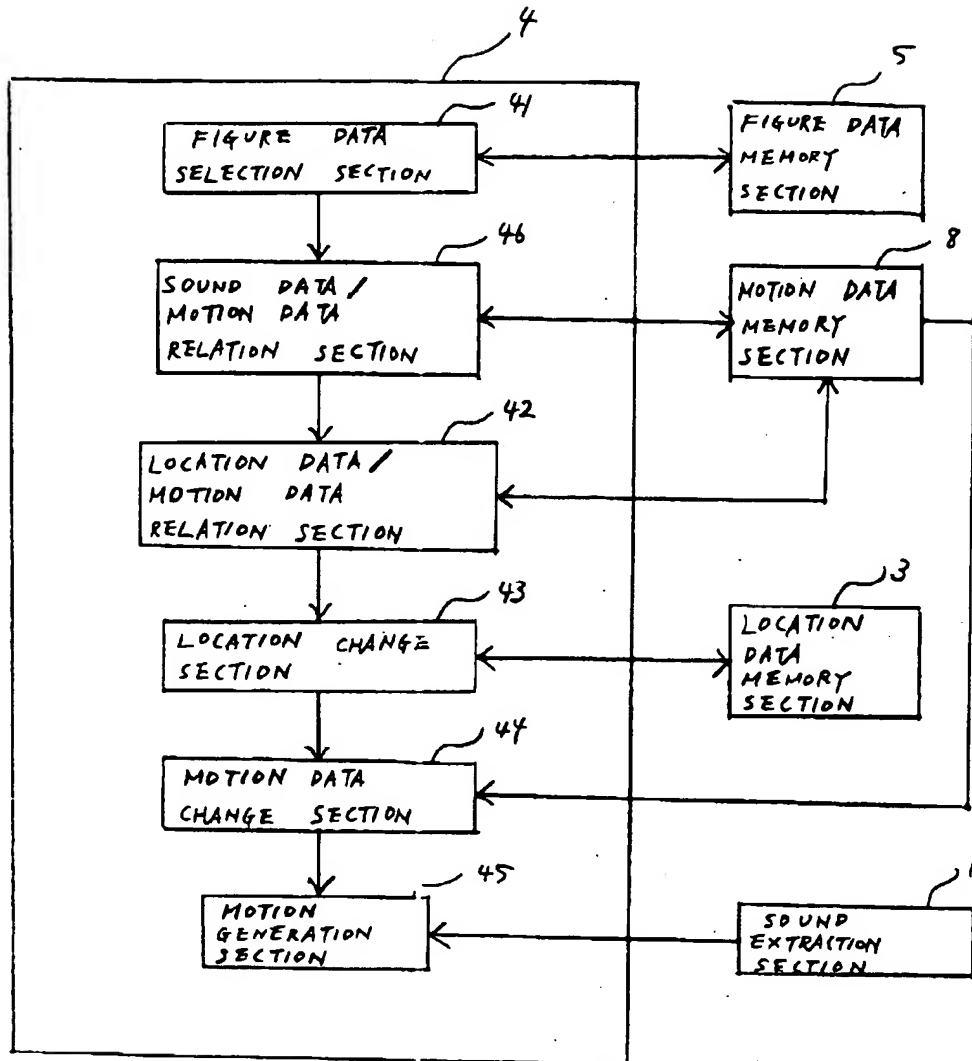 4
41
FIGURE DATA
SELECTION SECTION
5
FIGURE DATA
MEMORY
SECTION
46
SOUND DATA/
MOTION DATA
RELATION SECTION
8
MOTION DATA
MEMORY
SECTION
42
LOCATION DATA/
MOTION DATA
RELATION SECTION
43
LOCATION CHANGE
SECTION
3
LOCATION
DATA
MEMORY
SECTION
44
MOTION DATA
CHANGE SECTION
45
MOTION
GENERATION
SECTION
SOUND
EXTRACTION
SECTION